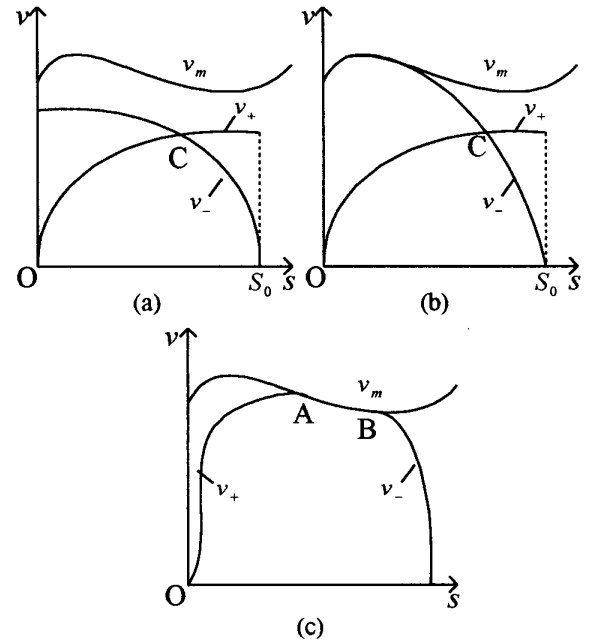 v
v_m
v_+
C
v_-
O
S_0 s
(a)
v
v_m
v_+
C
v_-
O
S_0 s
(b)
v
v_m
A
B
v_+
v_-
O
s
(c)